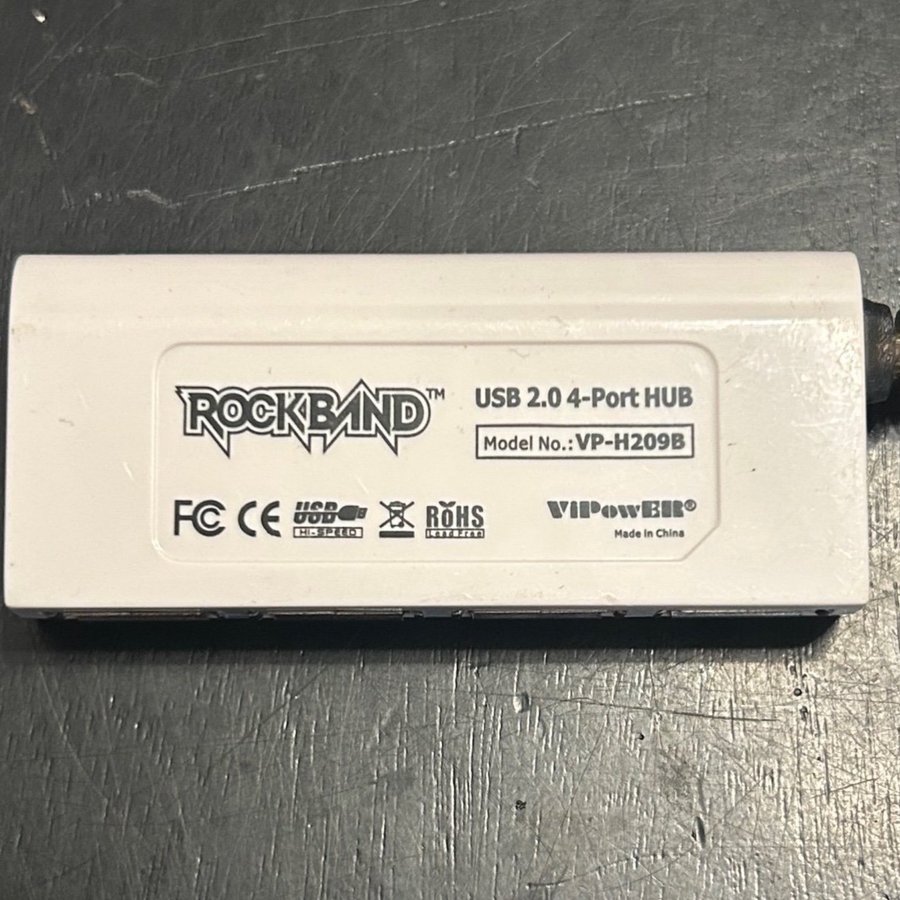 ROCKBAND™
USB 2.0 4-Port HUB
Model No.: VP-H209B
FC CE USB HI-SPEED RoHS Lead Free
ViPowER®
Made in China